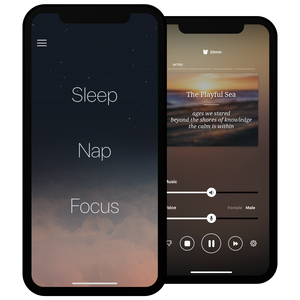 Sleep
Nap
Focus
The Playful Sea
ages we stared
beyond the shores of knowledge
the calm is within
Music
Voice
Female Male